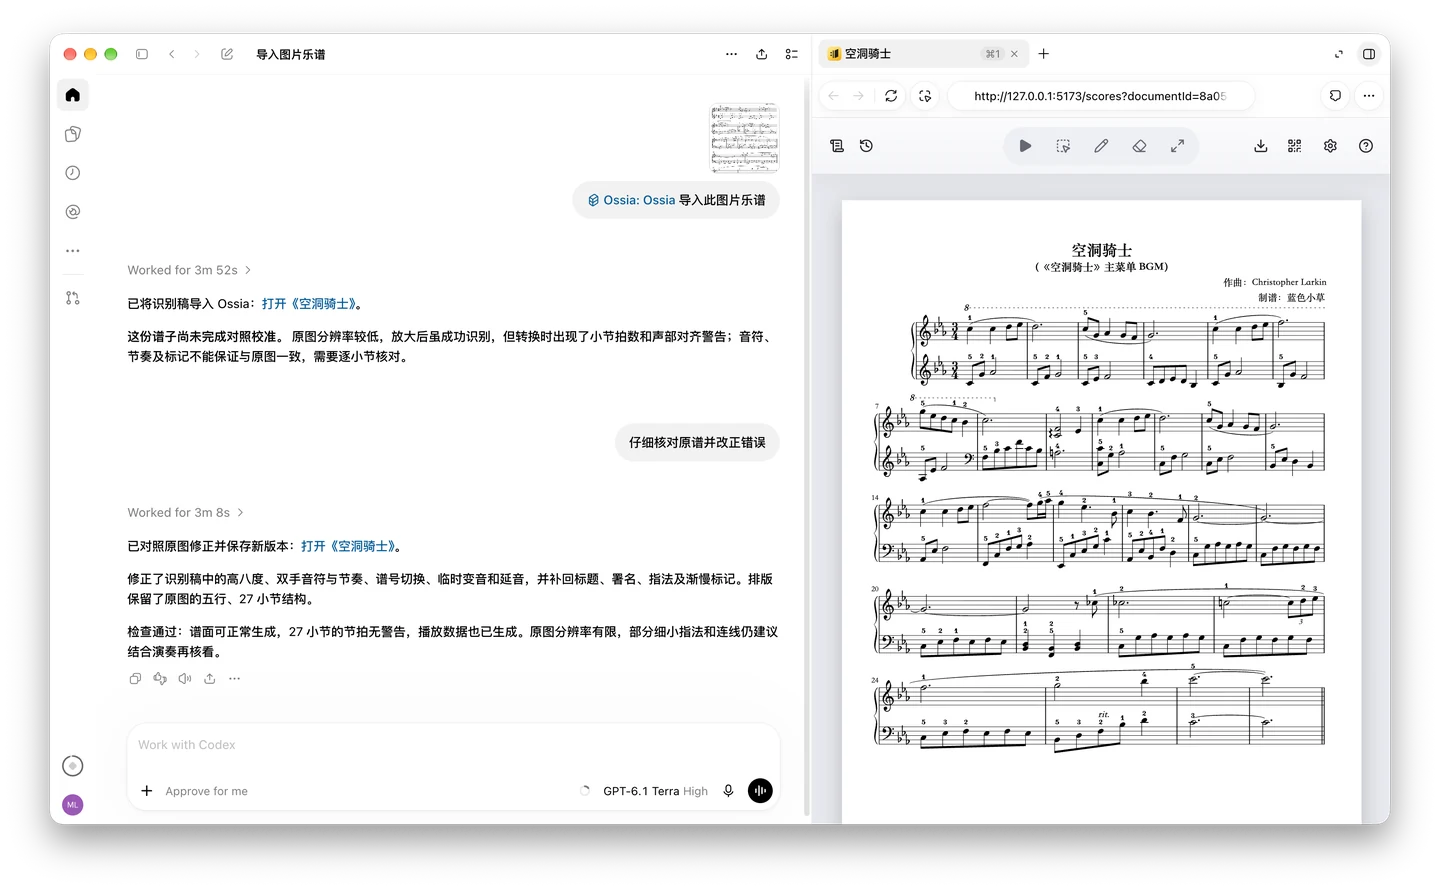 导入图片乐谱
空洞骑士
⌘1
http://127.0.0.1:5173/scores?documentId=8a05
Ossia: Ossia 导入此图片乐谱
Worked for 3m 52s
已将识别稿导入 Ossia：打开《空洞骑士》。
这份谱子尚未完成对照校准。 原图分辨率较低，放大后虽成功识别，但转换时出现了小节拍数和声部对齐警告；音符、
节奏及标记不能保证与原图一致，需要逐小节核对。
仔细核对原谱并改正错误
Worked for 3m 8s
已对照原图修正并保存新版本：打开《空洞骑士》。
修正了识别稿中的高八度、双手音符与节奏、谱号切换、临时变音和延音，并补回标题、署名、指法及渐慢标记。排版
保留了原图的五行、27 小节结构。
检查通过：谱面可正常生成，27 小节的节拍无警告，播放数据也已生成。原图分辨率有限，部分细小指法和连线仍建议
结合演奏再核看。
Work with Codex
Approve for me
GPT-6.1 Terra High
ML
空洞骑士
(《空洞骑士》主菜单 BGM)
作曲：Christopher Larkin
制谱：蓝色小草
7
14
20
24
rit.